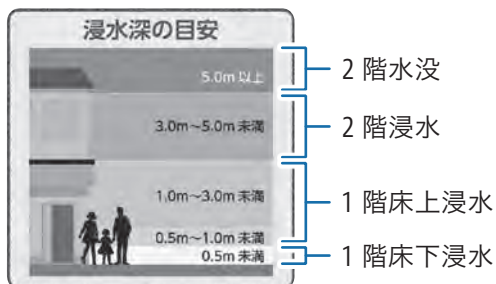 浸水深の目安
5.0m 以上
2 階水没
3.0m~5.0m 未満
2 階浸水
1.0m~3.0m 未満
1 階床上浸水
0.5m~1.0m 未満
0.5m 未満
1 階床下浸水